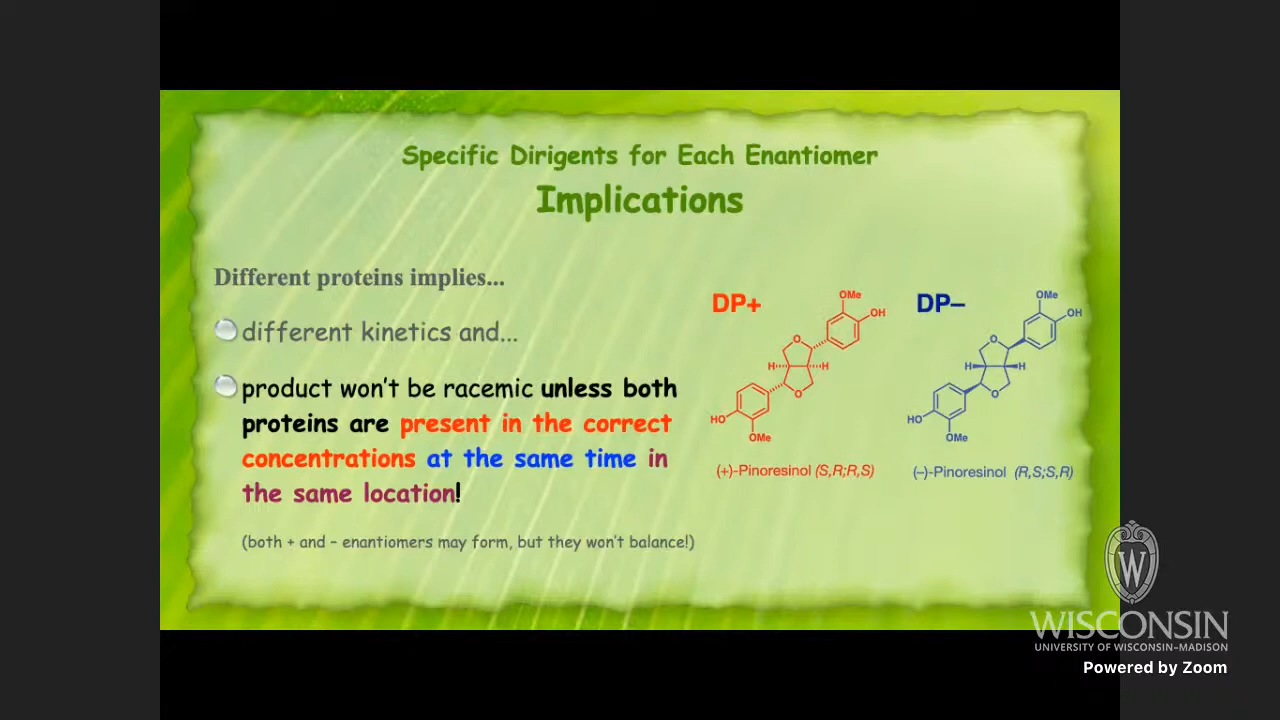 Specific Dirigents for Each Enantiomer
Implications
Different proteins implies...
different kinetics and...
product won't be racemic unless both
proteins are present in the correct
concentrations at the same time in
the same location!
(both + and – enantiomers may form, but they won't balance!)
DP+
OMe
OH
O
H
H
O
HO
OMe
(+)-Pinoresinol (S,R;R,S)
DP–
OMe
OH
O
H
H
O
HO
OMe
(–)-Pinoresinol (R,S;S,R)
W
WISCONSIN
UNIVERSITY OF WISCONSIN–MADISON
Powered by Zoom